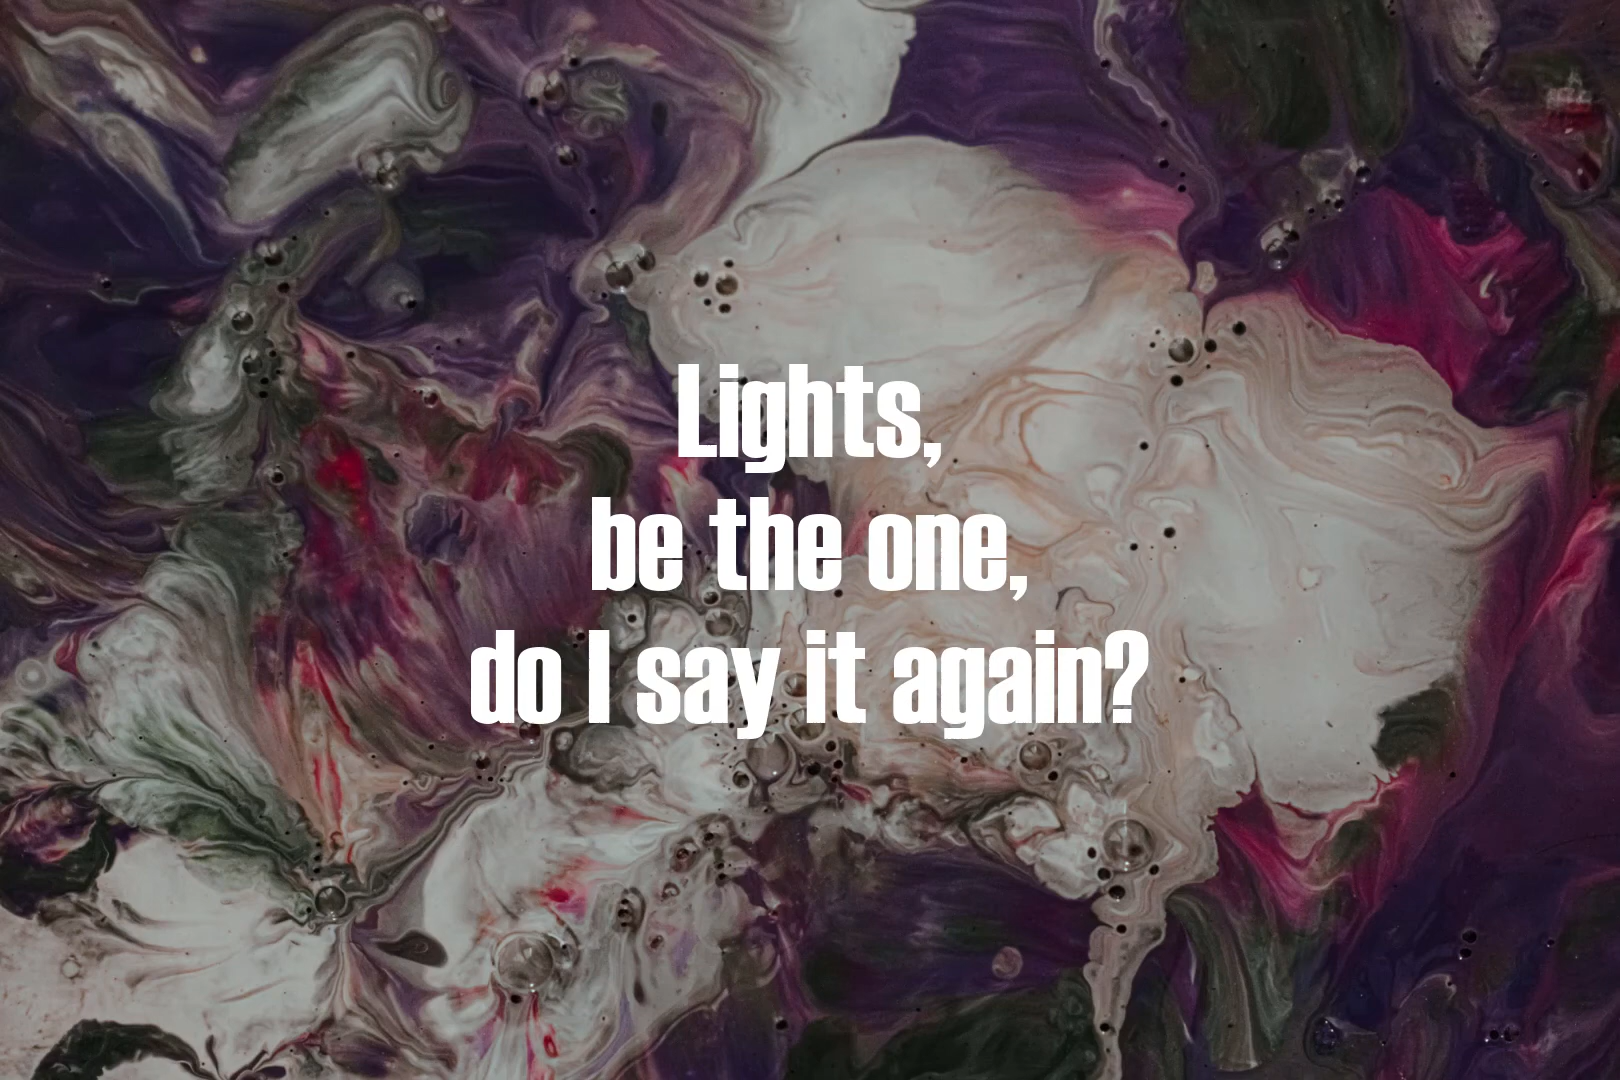 Lights,
be the one,
do I say it again?